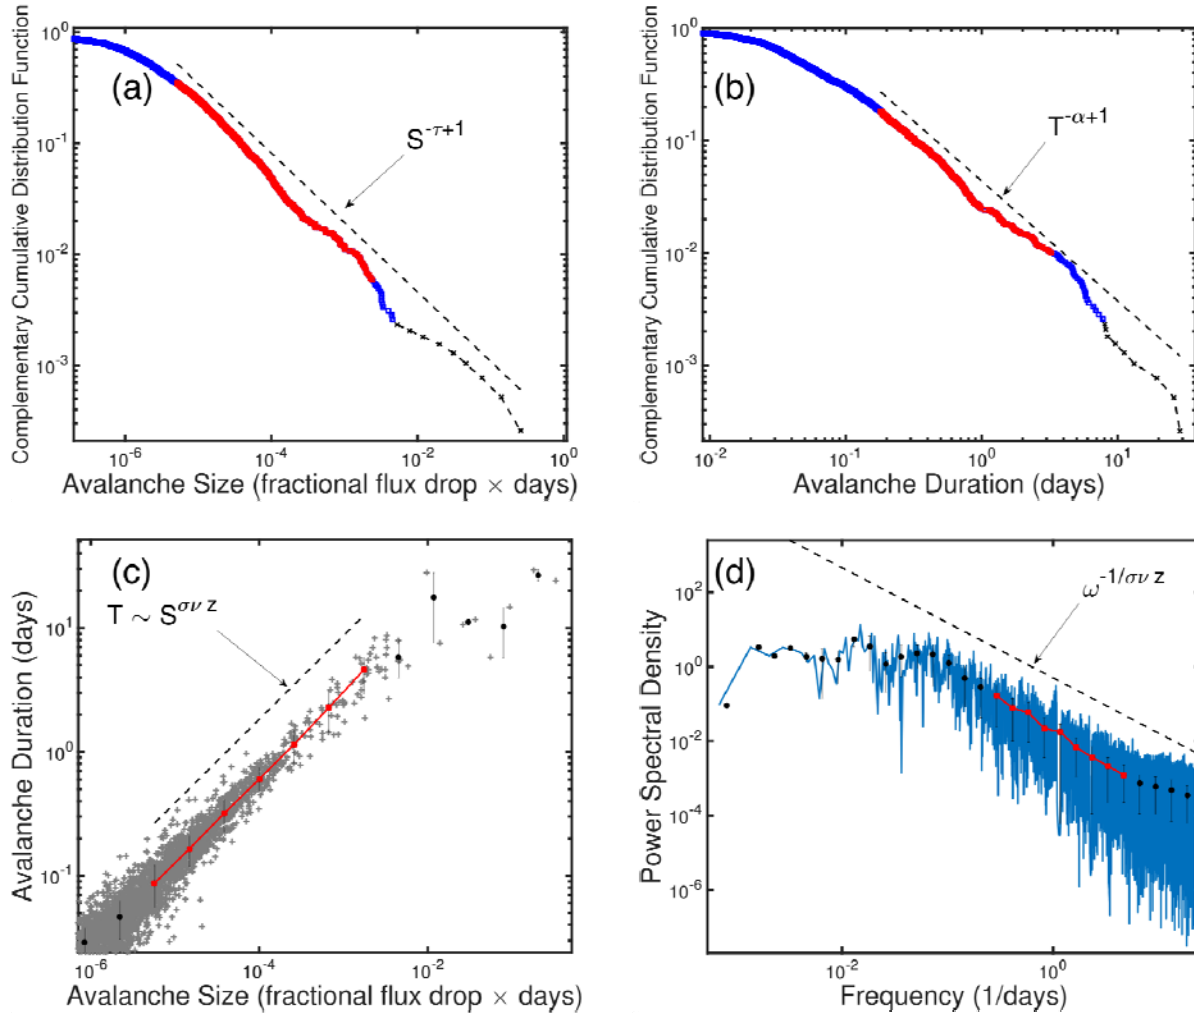 Complementary Cumulative Distribution Function
10^0
10^-1
10^-2
10^-3
(a)
S^-τ+1
10^-6
10^-4
10^-2
10^0
Avalanche Size (fractional flux drop × days)
Complementary Cumulative Distribution Function
10^0
10^-1
10^-2
10^-3
(b)
T^-α+1
10^-2
10^-1
10^0
10^1
Avalanche Duration (days)
Avalanche Duration (days)
10^1
10^0
10^-1
(c)
T ∼ S^σν z
10^-6
10^-4
10^-2
Avalanche Size (fractional flux drop × days)
Power Spectral Density
10^2
10^0
10^-2
10^-4
10^-6
(d)
ω^-1/σν z
10^-2
10^0
Frequency (1/days)